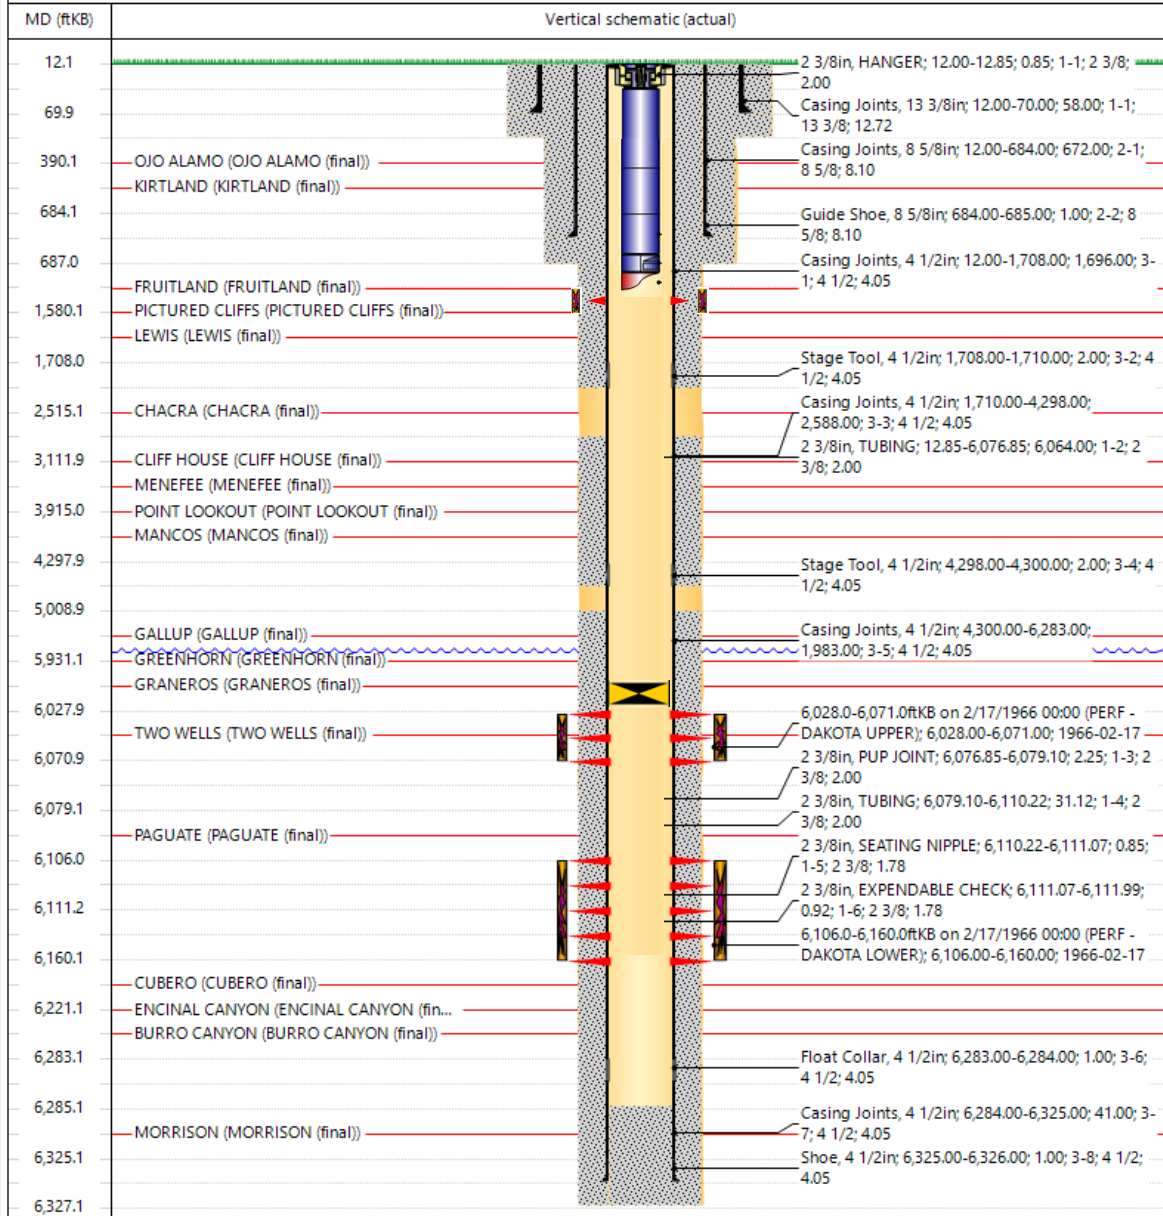 MD (ftKB)
Vertical schematic (actual)
12.1
69.9
390.1
684.1
687.0
1,580.1
1,708.0
2,515.1
3,111.9
3,915.0
4,297.9
5,008.9
5,931.1
6,027.9
6,070.9
6,079.1
6,106.0
6,111.2
6,160.1
6,221.1
6,283.1
6,285.1
6,325.1
6,327.1
OJO ALAMO (OJO ALAMO (final))
KIRTLAND (KIRTLAND (final))
FRUITLAND (FRUITLAND (final))
PICTURED CLIFFS (PICTURED CLIFFS (final))
LEWIS (LEWIS (final))
CHACRA (CHACRA (final))
CLIFF HOUSE (CLIFF HOUSE (final))
MENEFEE (MENEFEE (final))
POINT LOOKOUT (POINT LOOKOUT (final))
MANCOS (MANCOS (final))
GALLUP (GALLUP (final))
GREENHORN (GREENHORN (final))
GRANEROS (GRANEROS (final))
TWO WELLS (TWO WELLS (final))
PAGUATE (PAGUATE (final))
CUBERO (CUBERO (final))
ENCINAL CANYON (ENCINAL CANYON (fin...
BURRO CANYON (BURRO CANYON (final))
MORRISON (MORRISON (final))
2 3/8in, HANGER; 12.00-12.85; 0.85; 1-1; 2 3/8;
2.00
Casing Joints, 13 3/8in; 12.00-70.00; 58.00; 1-1;
13 3/8; 12.72
Casing Joints, 8 5/8in; 12.00-684.00; 672.00; 2-1;
8 5/8; 8.10
Guide Shoe, 8 5/8in; 684.00-685.00; 1.00; 2-2; 8
5/8; 8.10
Casing Joints, 4 1/2in; 12.00-1,708.00; 1,696.00; 3-
1; 4 1/2; 4.05
Stage Tool, 4 1/2in; 1,708.00-1,710.00; 2.00; 3-2; 4
1/2; 4.05
Casing Joints, 4 1/2in; 1,710.00-4,298.00;
2,588.00; 3-3; 4 1/2; 4.05
2 3/8in, TUBING; 12.85-6,076.85; 6,064.00; 1-2; 2
3/8; 2.00
Stage Tool, 4 1/2in; 4,298.00-4,300.00; 2.00; 3-4; 4
1/2; 4.05
Casing Joints, 4 1/2in; 4,300.00-6,283.00;
1,983.00; 3-5; 4 1/2; 4.05
6,028.0-6,071.0ftKB on 2/17/1966 00:00 (PERF -
DAKOTA UPPER); 6,028.00-6,071.00; 1966-02-17
2 3/8in, PUP JOINT; 6,076.85-6,079.10; 2.25; 1-3; 2
3/8; 2.00
2 3/8in, TUBING; 6,079.10-6,110.22; 31.12; 1-4; 2
3/8; 2.00
2 3/8in, SEATING NIPPLE; 6,110.22-6,111.07; 0.85;
1-5; 2 3/8; 1.78
2 3/8in, EXPENDABLE CHECK; 6,111.07-6,111.99;
0.92; 1-6; 2 3/8; 1.78
6,106.0-6,160.0ftKB on 2/17/1966 00:00 (PERF -
DAKOTA LOWER); 6,106.00-6,160.00; 1966-02-17
Float Collar, 4 1/2in; 6,283.00-6,284.00; 1.00; 3-6;
4 1/2; 4.05
Casing Joints, 4 1/2in; 6,284.00-6,325.00; 41.00; 3-
7; 4 1/2; 4.05
Shoe, 4 1/2in; 6,325.00-6,326.00; 1.00; 3-8; 4 1/2;
4.05